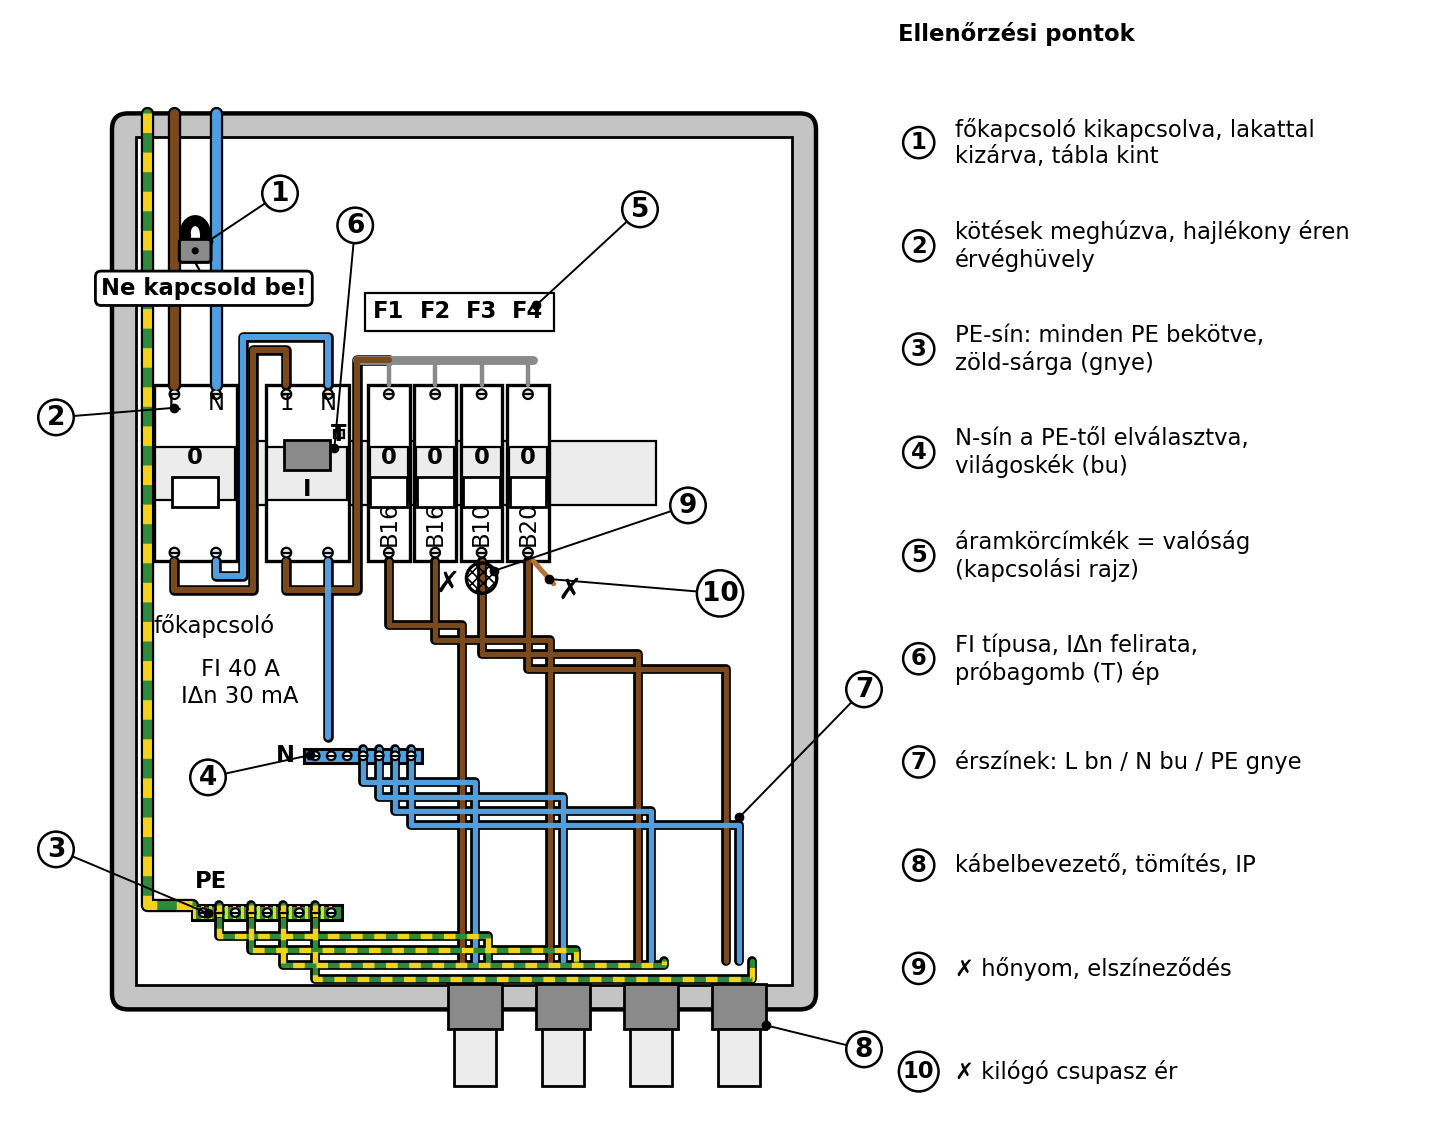 Ellenőrzési pontok
1
6
5
Ne kapcsold be!
F1 F2 F3 F4
2
L N
1 N
T
0
0 0 0 0
I
B16 B16 B10 B20
9
✗
✗
10
főkapcsoló
FI 40 A
IΔn 30 mA
7
N
4
3
PE
8
1 főkapcsoló kikapcsolva, lakattal
kizárva, tábla kint
2 kötések meghúzva, hajlékony éren
érvéghüvely
3 PE-sín: minden PE bekötve,
zöld-sárga (gnye)
4 N-sín a PE-től elválasztva,
világoskék (bu)
5 áramkörcímkék = valóság
(kapcsolási rajz)
6 FI típusa, IΔn felirata,
próbagomb (T) ép
7 érszínek: L bn / N bu / PE gnye
8 kábelbevezető, tömítés, IP
9 ✗ hőnyom, elszíneződés
10 ✗ kilógó csupasz ér